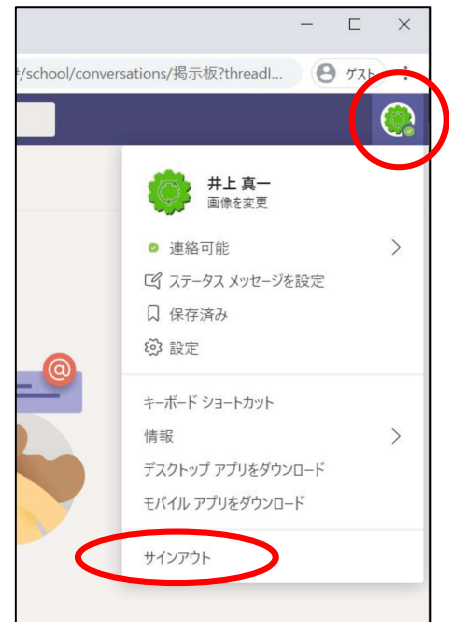 #/school/conversations/掲示板?threadI...
ゲスト
井上 真一
画像を変更
連絡可能
ステータス メッセージを設定
保存済み
設定
キーボード ショートカット
情報
デスクトップ アプリをダウンロード
モバイル アプリをダウンロード
サインアウト
@